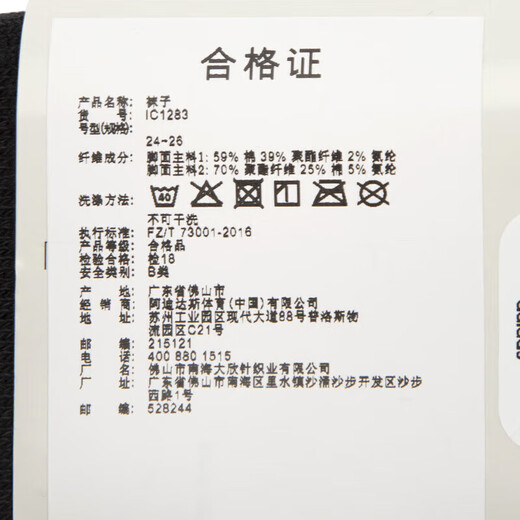 合格证
产品名称: 袜子
货 号: IC1283
号型(规格):
24-26
纤维成分: 脚面主料1: 59% 棉 39% 聚酯纤维 2% 氨纶
脚面主料2: 70% 聚酯纤维 25% 棉 5% 氨纶
洗涤方法: 40
不可干洗
执行标准: FZ/T 73001-2016
产品等级: 合格品
检验合格: 检18
安全类别: B类
产 地: 广东省佛山市
经 销 商: 阿迪达斯体育(中国)有限公司
地 址: 苏州工业园区现代大道88号普洛斯物
流园区C21号
邮 编: 215121
电 话: 400 880 1515
厂 名: 佛山市南海大欣针织业有限公司
厂 址: 广东省佛山市南海区里水镇沙涌沙步开发区沙步
西路1号
邮 编: 528244